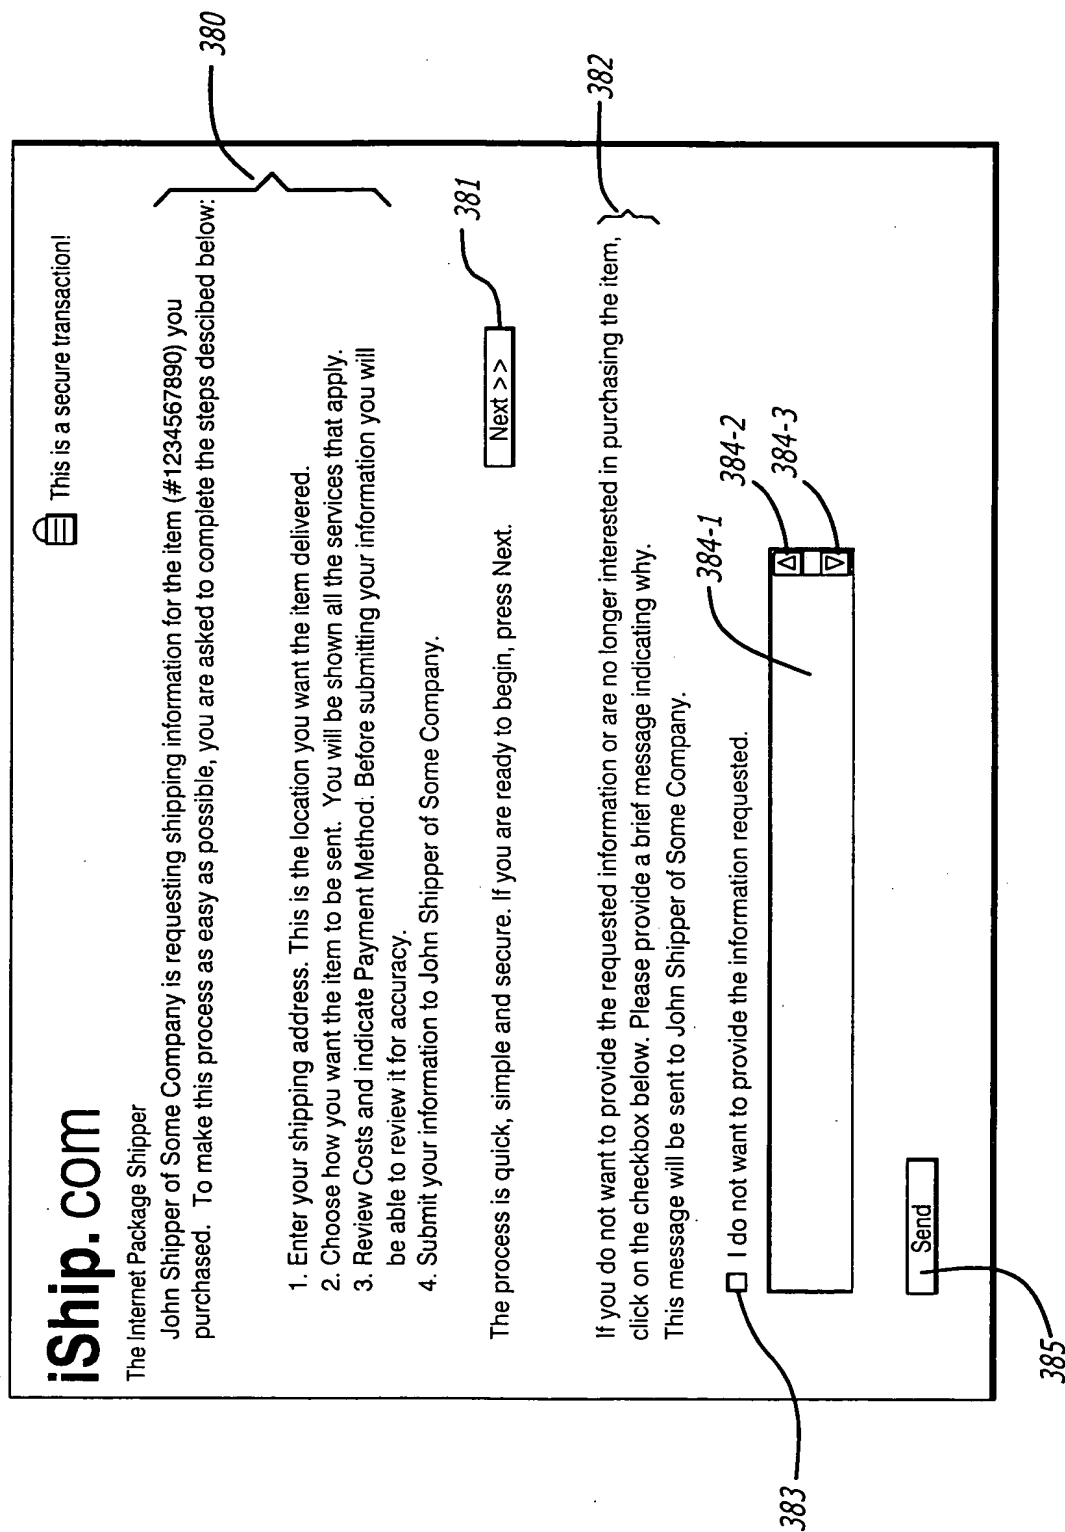 iShip.com
This is a secure transaction!
The Internet Package Shipper
John Shipper of Some Company is requesting shipping information for the item (#1234567890) you
purchased. To make this process as easy as possible, you are asked to complete the steps descibed below:
380
1. Enter your shipping address. This is the location you want the item delivered.
2. Choose how you want the item to be sent. You will be shown all the services that apply.
3. Review Costs and indicate Payment Method: Before submitting your information you will
be able to review it for accuracy.
4. Submit your information to John Shipper of Some Company.
The process is quick, simple and secure. If you are ready to begin, press Next.
Next >>
381
If you do not want to provide the requested information or are no longer interested in purchasing the item,
click on the checkbox below. Please provide a brief message indicating why.
This message will be sent to John Shipper of Some Company.
382
I do not want to provide the information requested.
383
384-1
384-2
384-3
Send
385